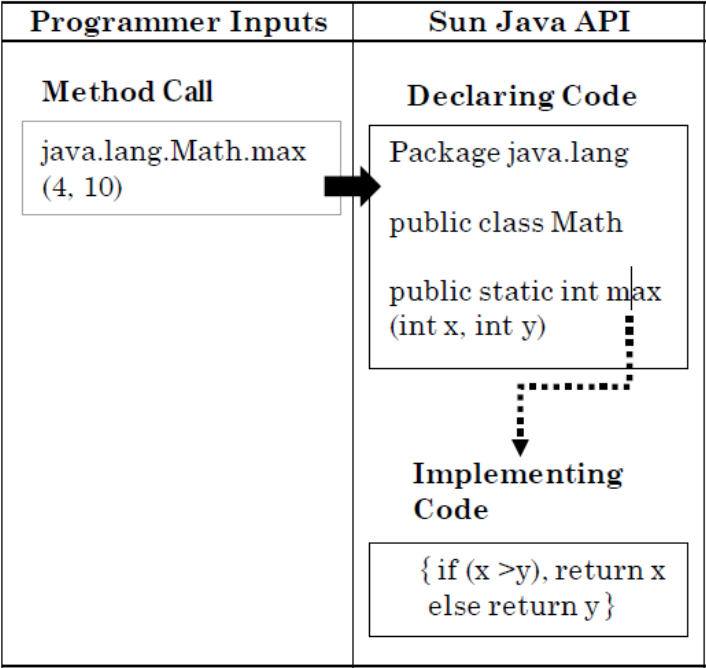 Programmer Inputs
Sun Java API
Method Call
java.lang.Math.max
(4, 10)
Declaring Code
Package java.lang
public class Math
public static int max
(int x, int y)
Implementing
Code
{if (x >y), return x
else return y}